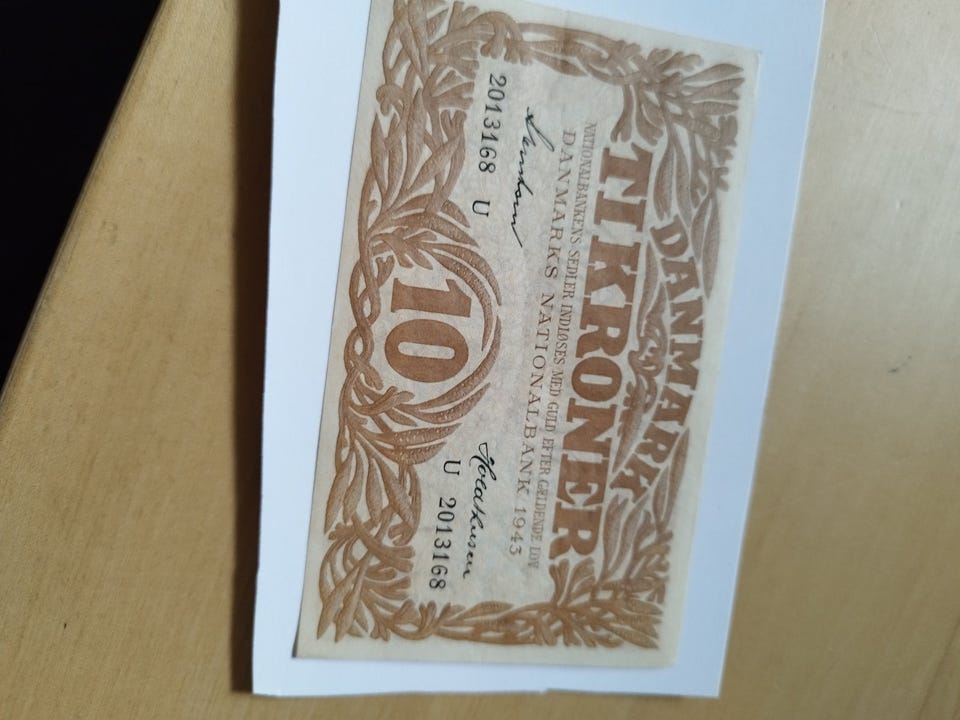 DANMARK
TI KRONER
NATIONALBANKENS SEDLER INDLØSES MED GULD EFTER GÆLDENDE LOV
DANMARKS NATIONALBANK 1943
2013168 U
U 2013168
10